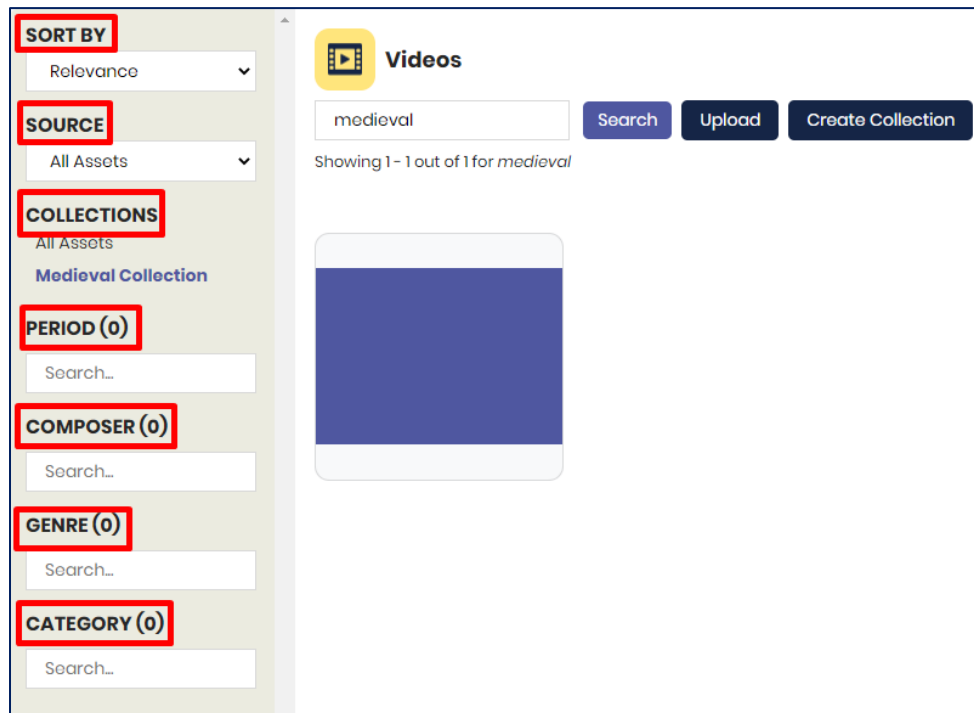 SORT BY
Relevance
SOURCE
All Assets
COLLECTIONS
All Assets
Medieval Collection
PERIOD (0)
Search...
COMPOSER (0)
Search...
GENRE (0)
Search...
CATEGORY (0)
Search...
Videos
medieval
Search
Upload
Create Collection
Showing 1 - 1 out of 1 for medieval